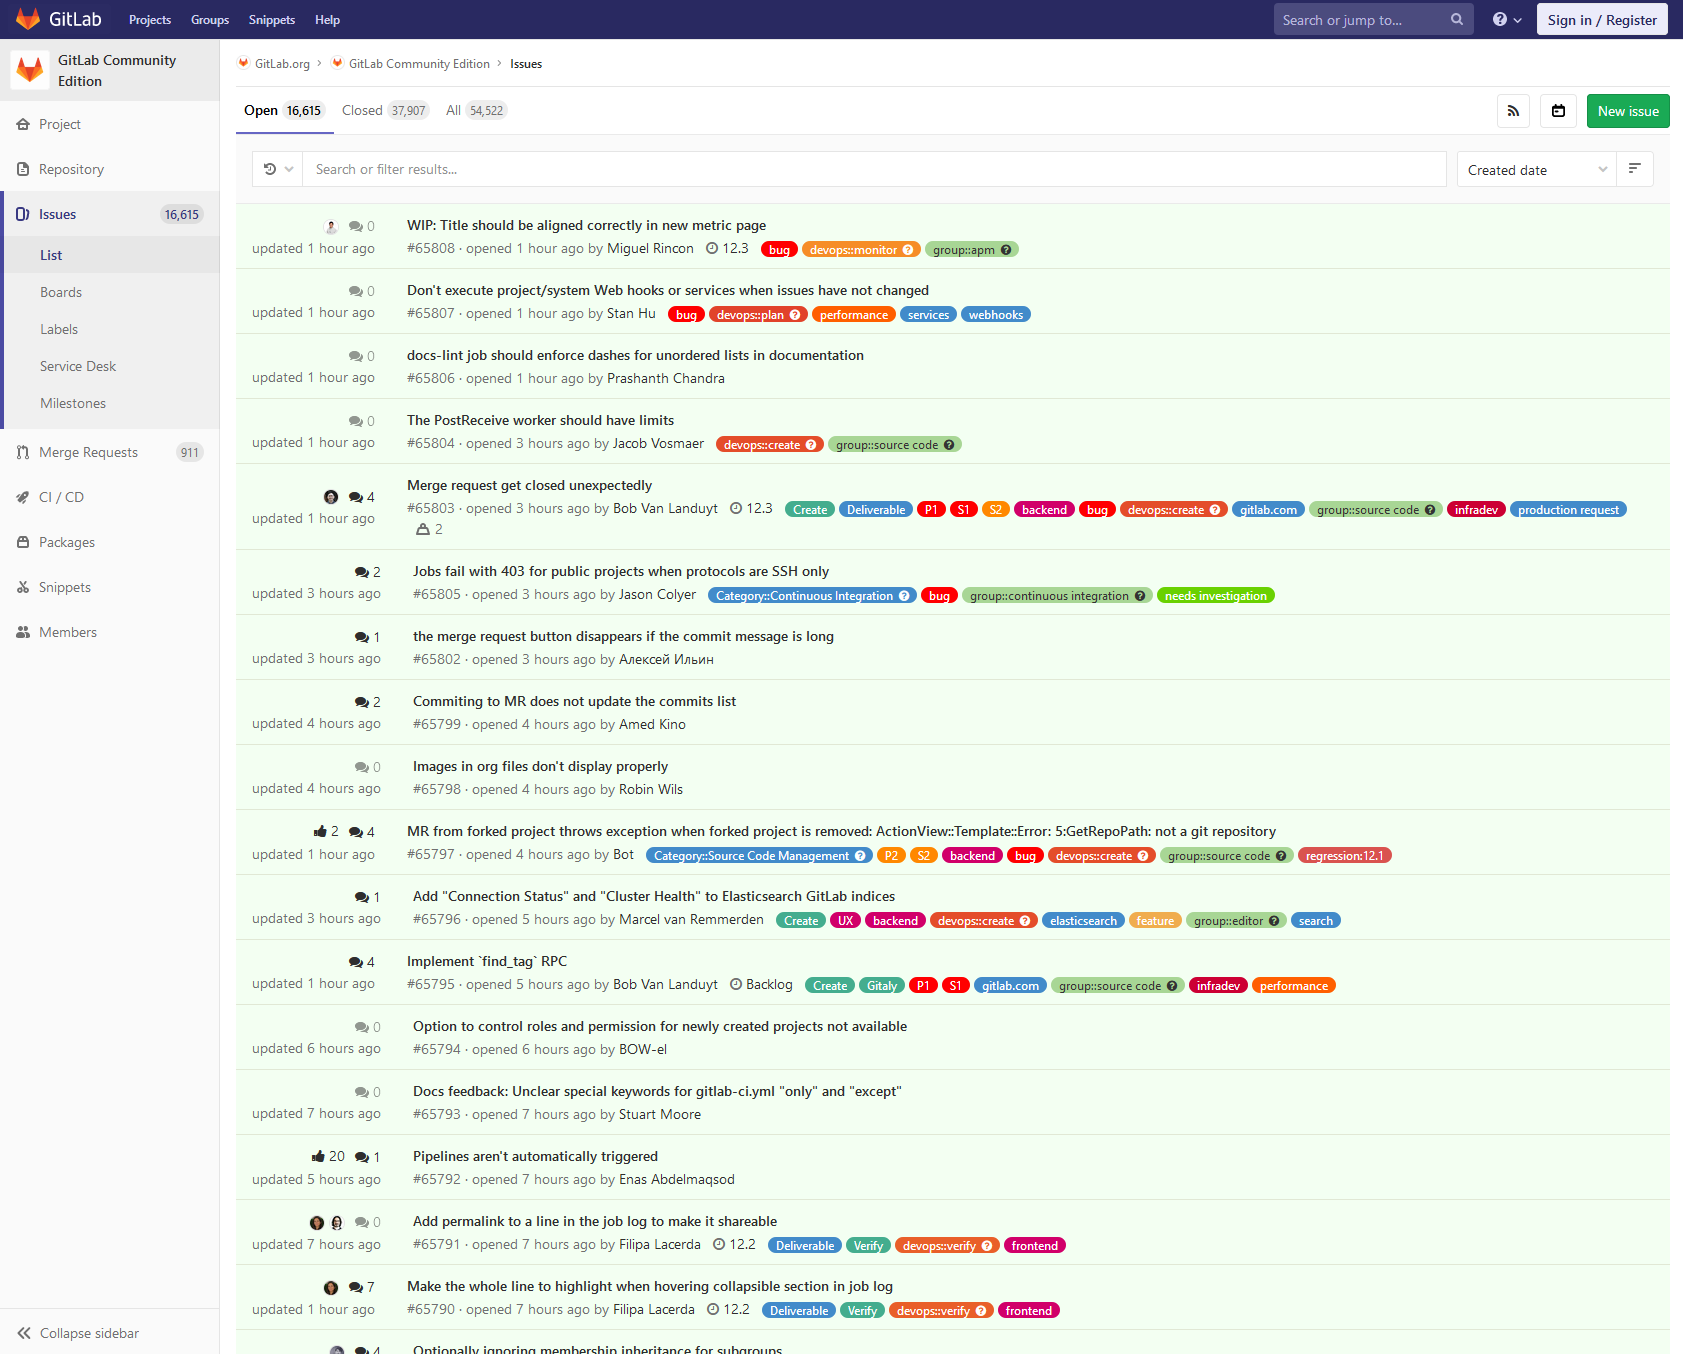 GitLab Projects Groups Snippets Help Search or jump to... Sign in / Register
GitLab Community
Edition
Project
Repository
Issues 16,615
List
Boards
Labels
Service Desk
Milestones
Merge Requests 911
CI / CD
Packages
Snippets
Members
Collapse sidebar
GitLab.org › GitLab Community Edition › Issues
Open 16,615 Closed 37,907 All 54,522 New issue
Search or filter results... Created date
0 WIP: Title should be aligned correctly in new metric page
updated 1 hour ago #65808 · opened 1 hour ago by Miguel Rincon 12.3 bug devops::monitor ? group::apm ?
0 Don't execute project/system Web hooks or services when issues have not changed
updated 1 hour ago #65807 · opened 1 hour ago by Stan Hu bug devops::plan ? performance services webhooks
0 docs-lint job should enforce dashes for unordered lists in documentation
updated 1 hour ago #65806 · opened 1 hour ago by Prashanth Chandra
0 The PostReceive worker should have limits
updated 1 hour ago #65804 · opened 3 hours ago by Jacob Vosmaer devops::create ? group::source code ?
4 Merge request get closed unexpectedly
updated 1 hour ago #65803 · opened 3 hours ago by Bob Van Landuyt 12.3 Create Deliverable P1 S1 S2 backend bug devops::create ? gitlab.com group::source code ? infradev production request
2
2 Jobs fail with 403 for public projects when protocols are SSH only
updated 3 hours ago #65805 · opened 3 hours ago by Jason Colyer Category::Continuous Integration ? bug group::continuous integration ? needs investigation
1 the merge request button disappears if the commit message is long
updated 3 hours ago #65802 · opened 3 hours ago by Алексей Ильин
2 Commiting to MR does not update the commits list
updated 4 hours ago #65799 · opened 4 hours ago by Amed Kino
0 Images in org files don't display properly
updated 4 hours ago #65798 · opened 4 hours ago by Robin Wils
2 4 MR from forked project throws exception when forked project is removed: ActionView::Template::Error: 5:GetRepoPath: not a git repository
updated 1 hour ago #65797 · opened 4 hours ago by Bot Category::Source Code Management ? P2 S2 backend bug devops::create ? group::source code ? regression:12.1
1 Add "Connection Status" and "Cluster Health" to Elasticsearch GitLab indices
updated 3 hours ago #65796 · opened 5 hours ago by Marcel van Remmerden Create UX backend devops::create ? elasticsearch feature group::editor ? search
4 Implement `find_tag` RPC
updated 1 hour ago #65795 · opened 5 hours ago by Bob Van Landuyt Backlog Create Gitaly P1 S1 gitlab.com group::source code ? infradev performance
0 Option to control roles and permission for newly created projects not available
updated 6 hours ago #65794 · opened 6 hours ago by BOW-el
0 Docs feedback: Unclear special keywords for gitlab-ci.yml "only" and "except"
updated 7 hours ago #65793 · opened 7 hours ago by Stuart Moore
20 1 Pipelines aren't automatically triggered
updated 5 hours ago #65792 · opened 7 hours ago by Enas Abdelmaqsod
0 Add permalink to a line in the job log to make it shareable
updated 7 hours ago #65791 · opened 7 hours ago by Filipa Lacerda 12.2 Deliverable Verify devops::verify ? frontend
7 Make the whole line to highlight when hovering collapsible section in job log
updated 1 hour ago #65790 · opened 7 hours ago by Filipa Lacerda 12.2 Deliverable Verify devops::verify ? frontend
4 Optionally ignoring membership inheritance for subgroups